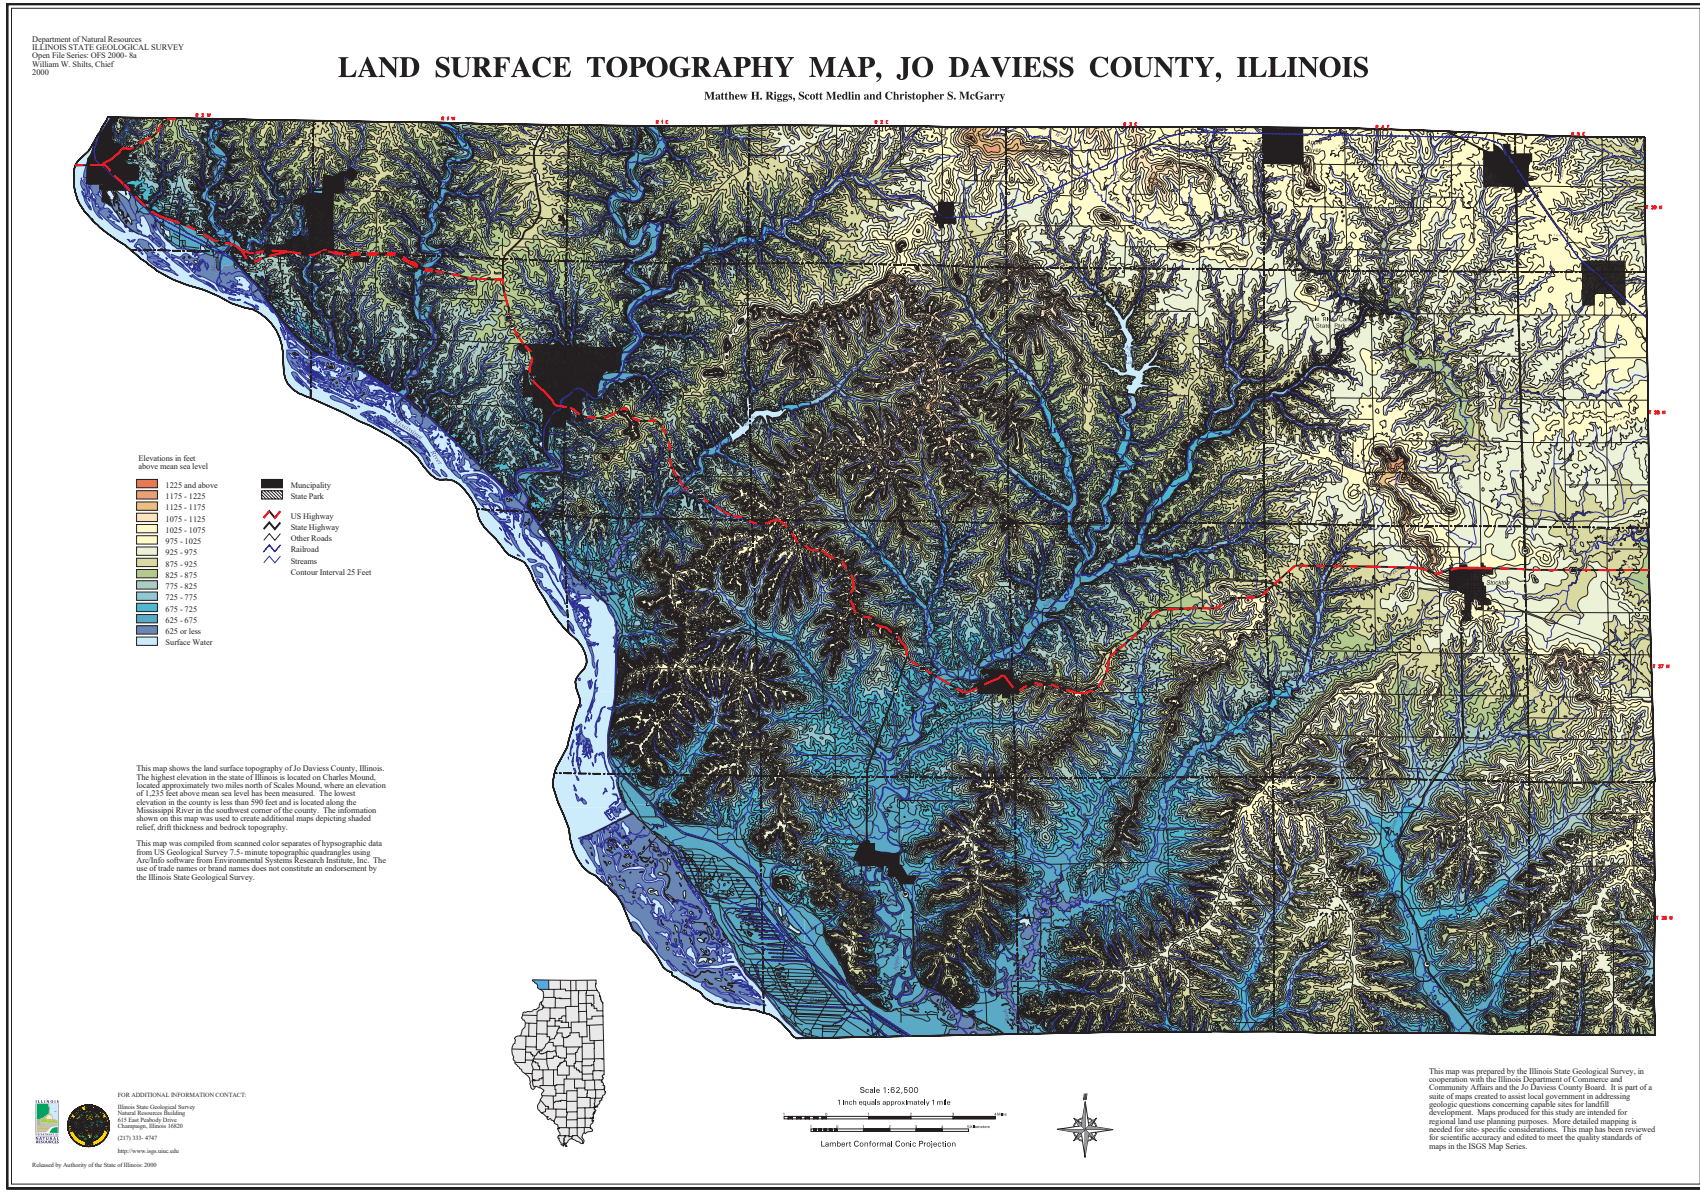 Department of Natural Resources
ILLINOIS STATE GEOLOGICAL SURVEY
Open File Series: OFS 2000- 8a
William W. Shilts, Chief
2000
LAND SURFACE TOPOGRAPHY MAP, JO DAVIESS COUNTY, ILLINOIS
Matthew H. Riggs, Scott Medlin and Christopher S. McGarry
R 2 W
R 1 W
R 1 E
R 2 E
R 3 E
R 4 E
R 5 E
State Park
Stockton
Elevations in feet
above mean sea level
1225 and above
1175 - 1225
1125 - 1175
1075 - 1125
1025 - 1075
975 - 1025
925 - 975
875 - 925
825 - 875
775 - 825
725 - 775
675 - 725
625 - 675
625 or less
Surface Water
Muncipality
State Park
US Highway
State Highway
Other Roads
Railroad
Streams
Contour Interval 25 Feet
This map shows the land surface topography of Jo Daviess County, Illinois.
The highest elevation in the state of Illinois is located on Charles Mound,
located approximately two miles north of Scales Mound, where an elevation
of 1,235 feet above mean sea level has been measured. The lowest
elevation in the county is less than 590 feet and is located along the
Mississippi River in the southwest corner of the county. The information
shown on this map was used to create additional maps depicting shaded
relief, drift thickness and bedrock topography.
This map was compiled from scanned color separates of hypsographic data
from US Geological Survey 7.5- minute topographic quadrangles using
Arc/Info software from Environmental Systems Research Institute, Inc. The
use of trade names or brand names does not constitute an endorsement by
the Illinois State Geological Survey.
ILLINOIS
NATURAL
RESOURCES
FOR ADDITIONAL INFORMATION CONTACT:
Illinois State Geological Survey
Natural Resources Building
615 East Peabody Drive
Champaign, Illinois 16820
(217) 333- 4747
http://www.isgs.uiuc.edu
Released by Authority of the State of Illinois: 2000
Scale 1:62,500
1 inch equals approximately 1 mile
Lambert Conformal Conic Projection
This map was prepared by the Illinois State Geological Survey, in
cooperation with the Illinois Department of Commerce and
Community Affairs and the Jo Daviess County Board. It is part of a
suite of maps created to assist local government in addressing
geologic questions concerning capable sites for landfill
development. Maps produced for this study are intended for
regional land use planning purposes. More detailed mapping is
needed for site- specific considerations. This map has been reviewed
for scientific accuracy and edited to meet the quality standards of
maps in the ISGS Map Series.